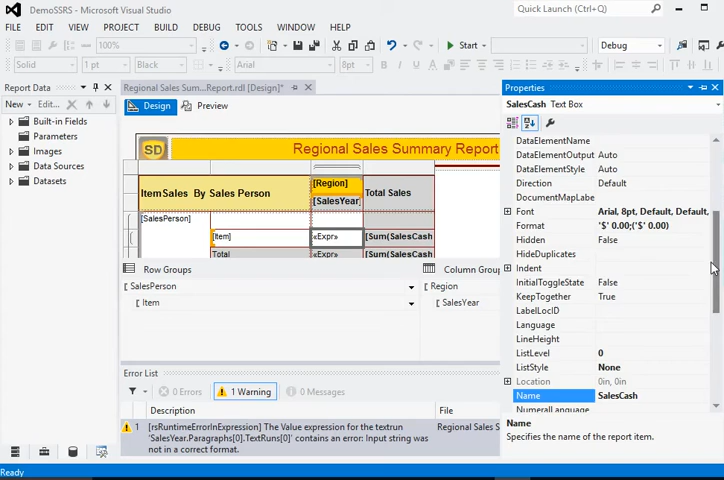 DemoSSRS - Microsoft Visual Studio
Quick Launch (Ctrl+Q)
FILE EDIT VIEW PROJECT BUILD DEBUG TOOLS WINDOW HELP
100% Normal Black
Start Debug
Solid 1 pt Black Arial 8pt
Report Data
New Edit...
Built-in Fields
Parameters
Images
Data Sources
Datasets
Regional Sales Sum...Report.rdl [Design]*
Design Preview
SD Regional Sales Summary Report
ItemSales By Sales Person [Region] Total Sales
[SalesYear]
[SalesPerson]
[Item] «Expr» [Sum(SalesCash
Total «Expr» [Sum(SalesCash
Row Groups Column Group
[ SalesPerson [ Region
[ Item [ SalesYear
Error List
0 Errors 1 Warning 0 Messages
Description File
1 [rsRuntimeErrorInExpression] The Value expression for the textrun Regional Sales S
'SalesYear.Paragraphs[0].TextRuns[0]' contains an error: Input string was
not in a correct format.
Properties
SalesCash Text Box
DataElementName
DataElementOutput Auto
DataElementStyle Auto
Direction Default
DocumentMapLabe
Font Arial, 8pt, Default, Default,
Format '$' 0.00;('$' 0.00)
Hidden False
HideDuplicates
Indent
InitialToggleState False
KeepTogether True
LabelLocID
Language
LineHeight
ListLevel 0
ListStyle None
Location 0in, 0in
Name SalesCash
NumeralLanguage
Name
Specifies the name of the report item.
Ready